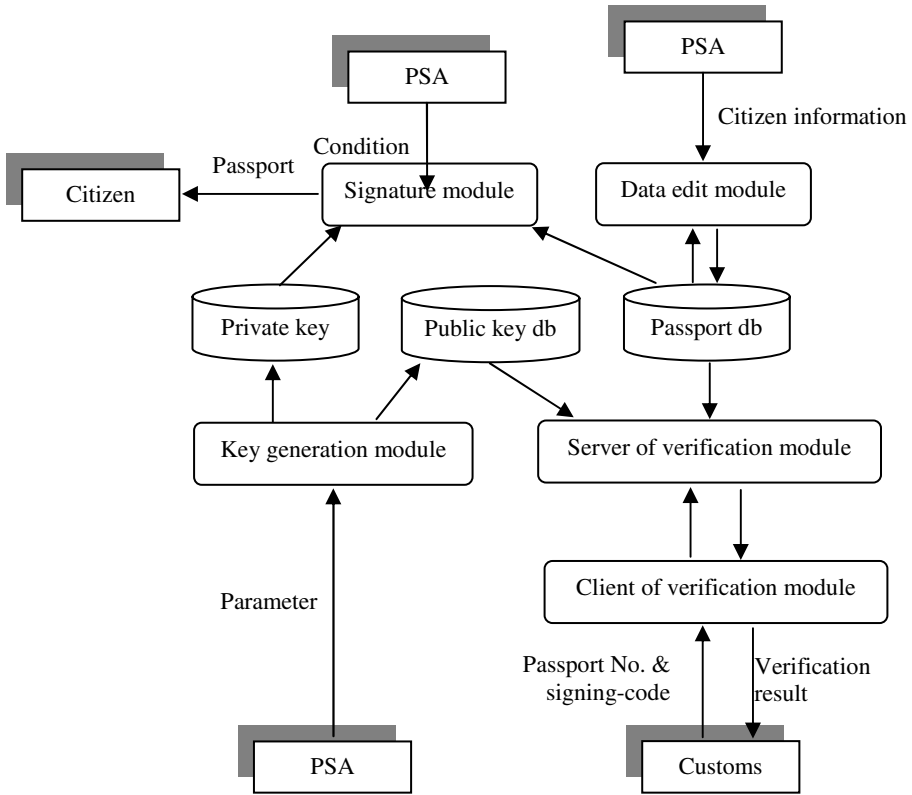 PSA
PSA
Citizen information
Condition
Passport
Citizen
Signature module
Data edit module
Private key
Public key db
Passport db
Key generation module
Server of verification module
Client of verification module
Parameter
Passport No. &
signing-code
Verification
result
PSA
Customs